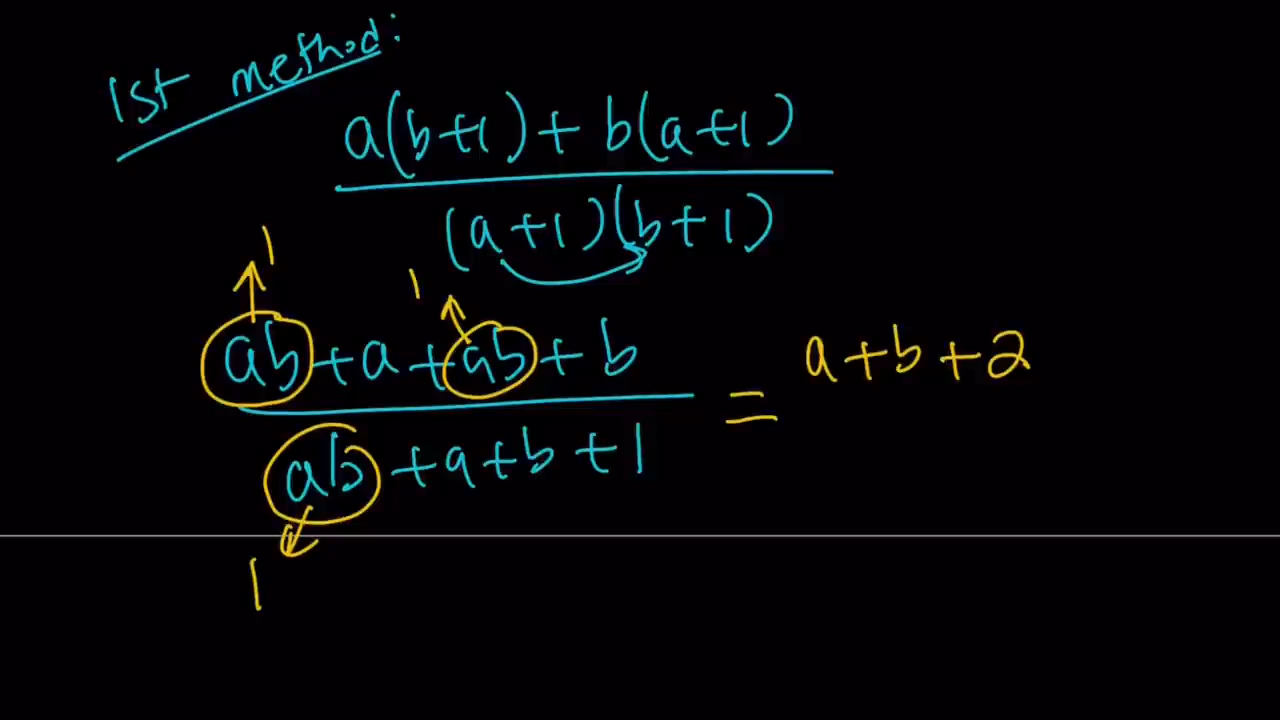 1st method:
a(b+1)+b(a+1)
(a+1)(b+1)
1
1
ab+a+ab+b
= a+b+2
ab+a+b+1
1